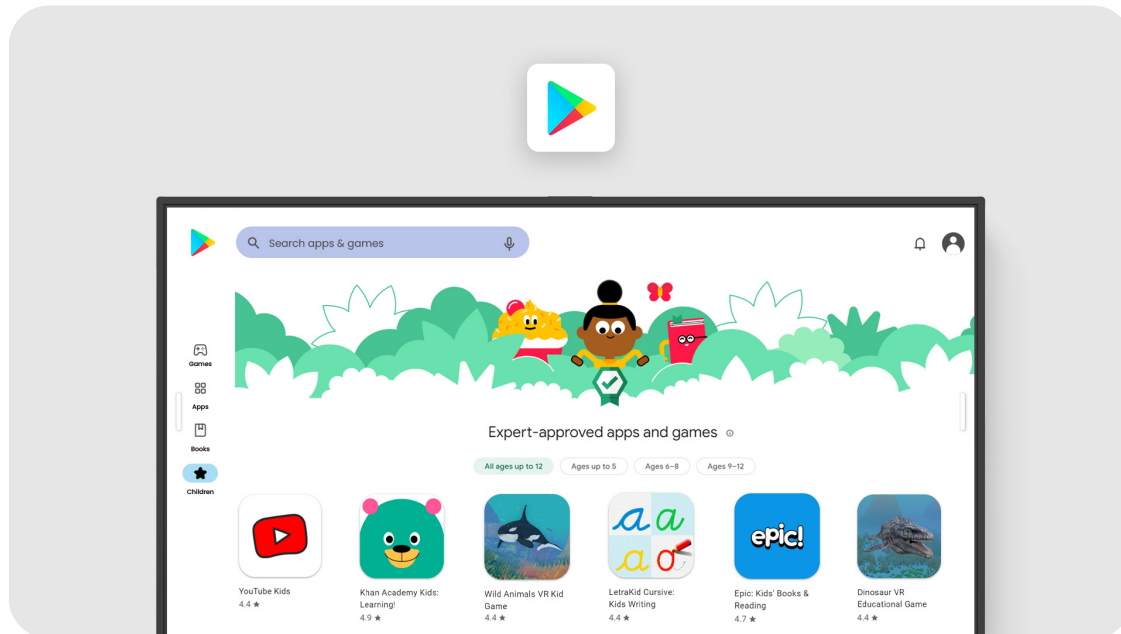 Search apps & games
Games
Apps
Books
Children
Expert-approved apps and games
All ages up to 12
Ages up to 5
Ages 6–8
Ages 9–12
YouTube Kids
4.4 ★
Khan Academy Kids:
Learning!
4.9 ★
Wild Animals VR Kid
Game
4.4 ★
a a
a a
LetraKid Cursive:
Kids Writing
4.4 ★
epic!
Epic: Kids' Books &
Reading
4.7 ★
Dinosaur VR
Educational Game
4.4 ★